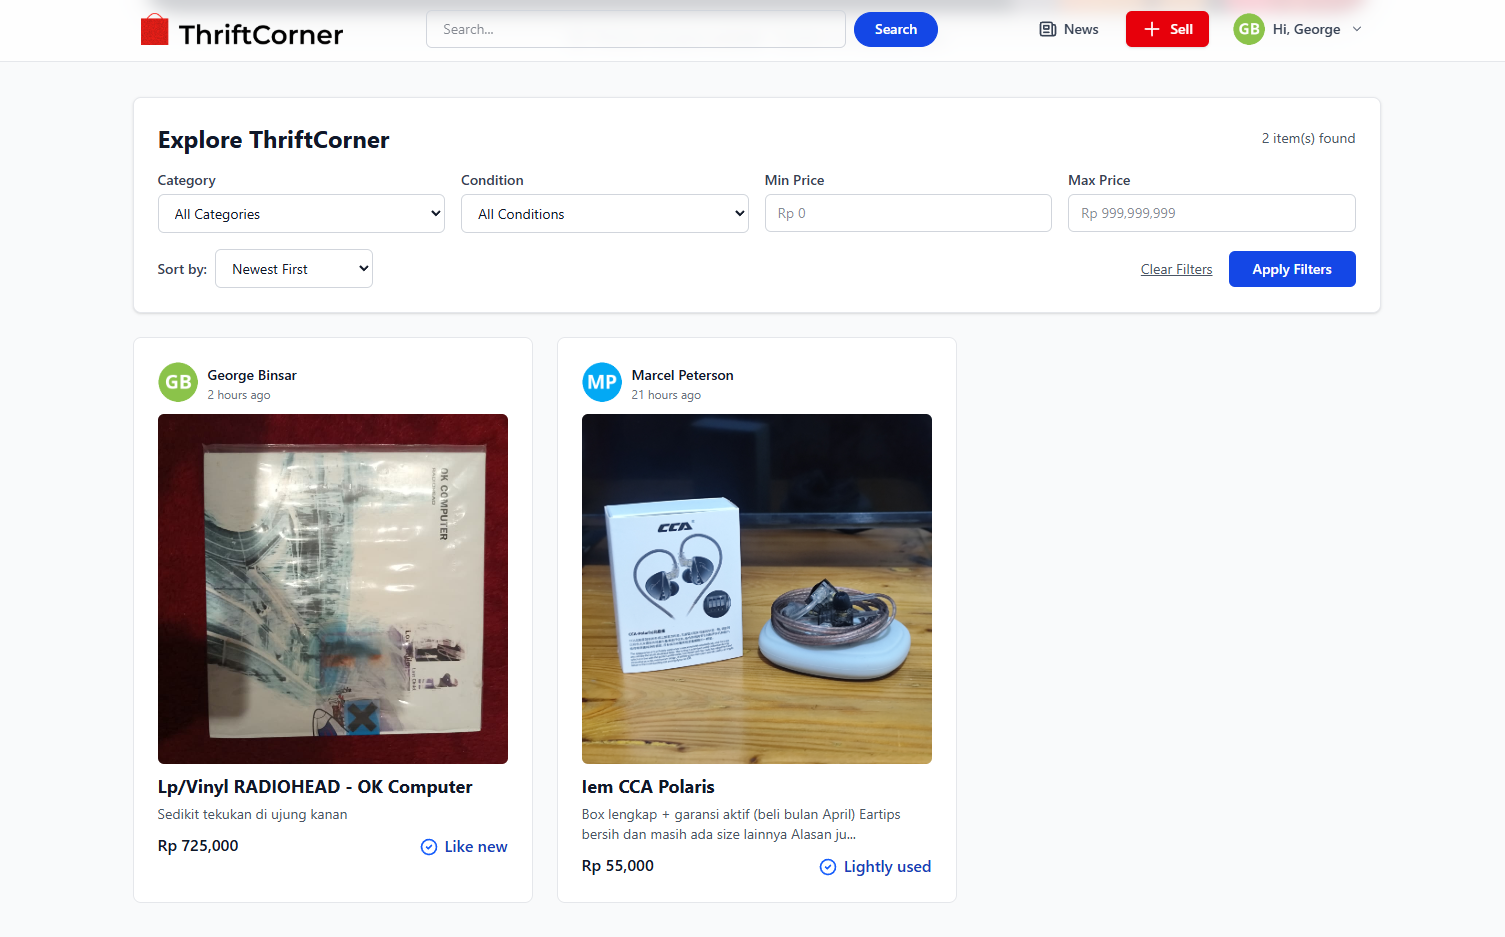 ThriftCorner
Search...
Search
News
Sell
GB
Hi, George
Explore ThriftCorner
2 item(s) found
Category
Condition
Min Price
Max Price
All Categories
All Conditions
Rp 0
Rp 999,999,999
Sort by:
Newest First
Clear Filters
Apply Filters
GB
George Binsar
2 hours ago
OK COMPUTER
Lp/Vinyl RADIOHEAD - OK Computer
Sedikit tekukan di ujung kanan
Rp 725,000
Like new
MP
Marcel Peterson
21 hours ago
CCA
Iem CCA Polaris
Box lengkap + garansi aktif (beli bulan April) Eartips
bersih dan masih ada size lainnya Alasan ju...
Rp 55,000
Lightly used